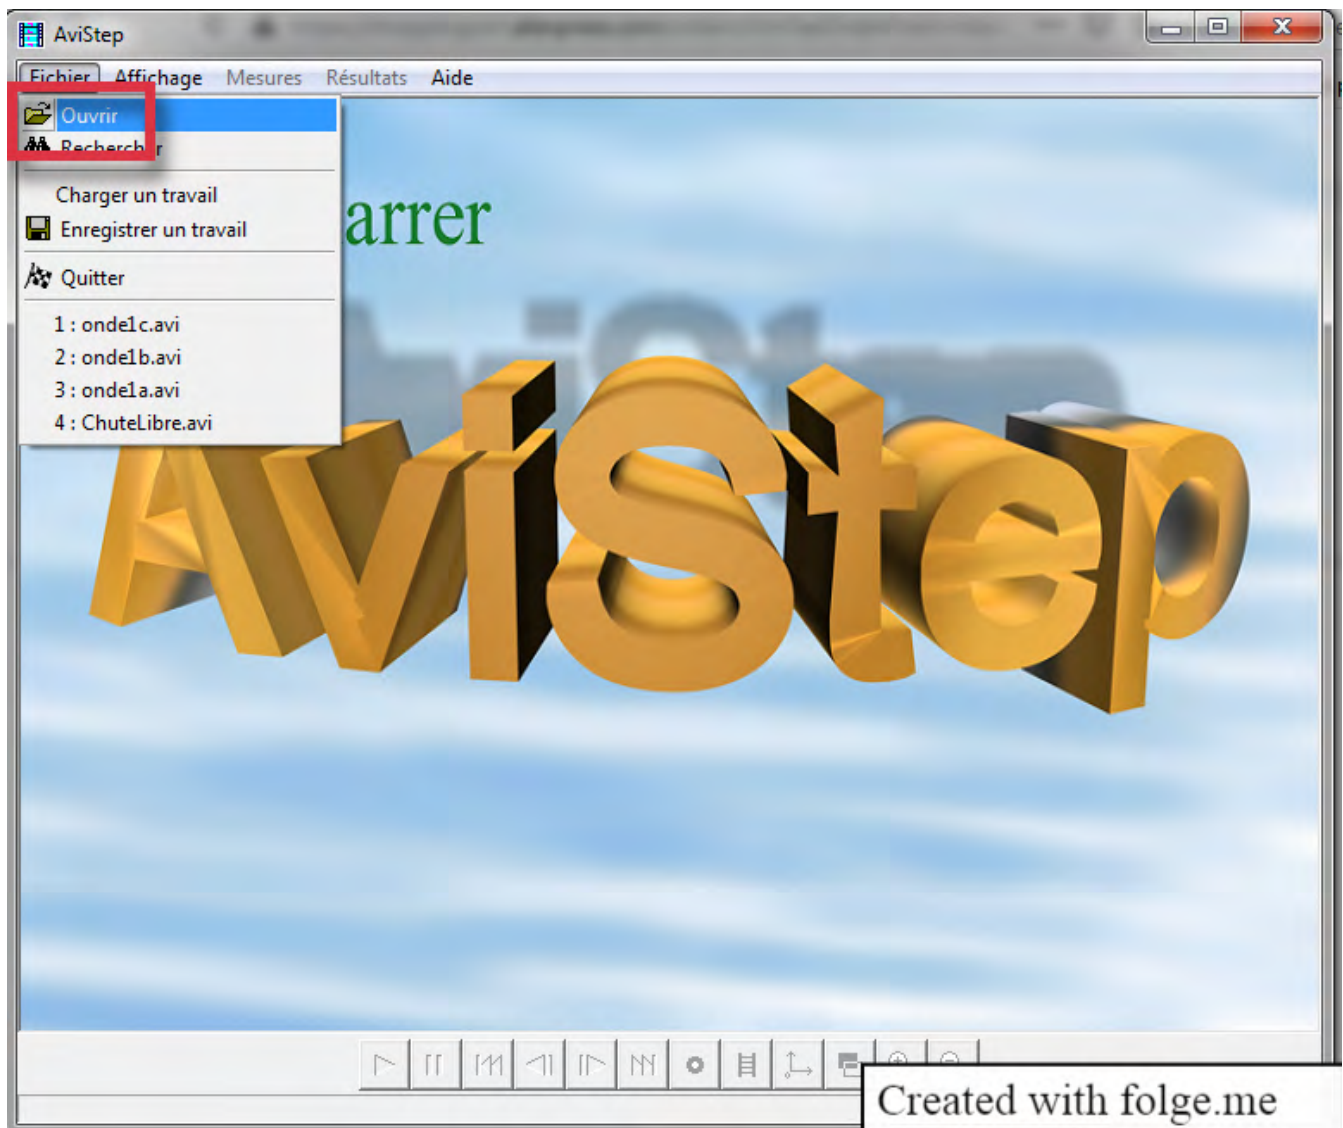 AviStep
Fichier Affichage Mesures Résultats Aide
Ouvrir
Rechercher
Charger un travail
Enregistrer un travail
arrer
Quitter
1 : onde1c.avi
2 : onde1b.avi
3 : onde1a.avi
4 : ChuteLibre.avi
AviStep
Created with folge.me